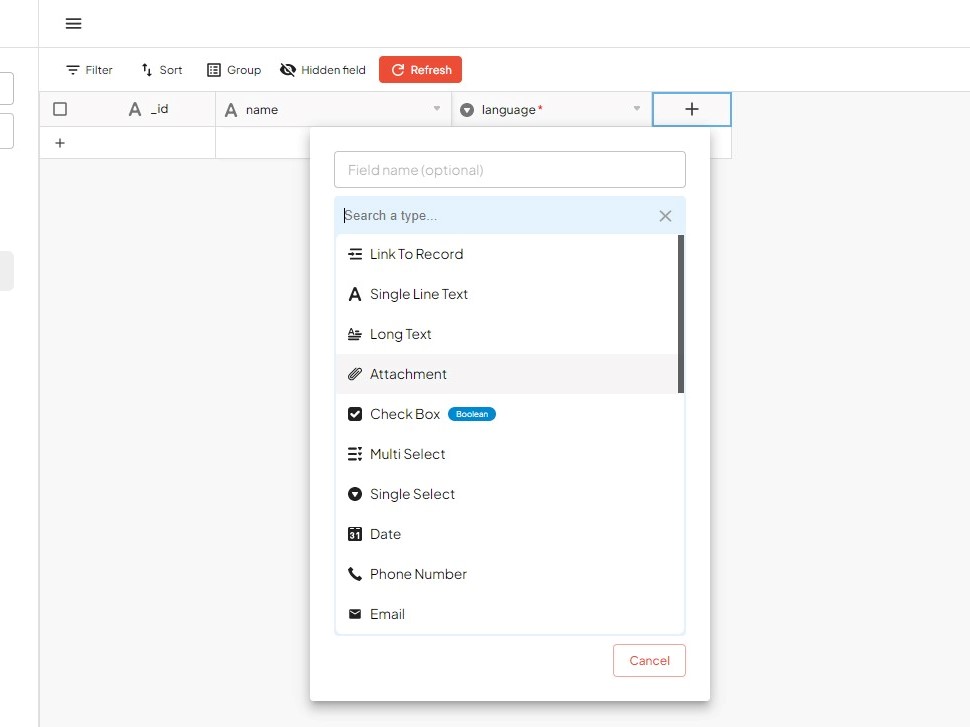 Filter Sort Group Hidden field Refresh
_id name language*
Field name (optional)
Search a type...
Link To Record
Single Line Text
Long Text
Attachment
Check Box Boolean
Multi Select
Single Select
31 Date
Phone Number
Email
Cancel